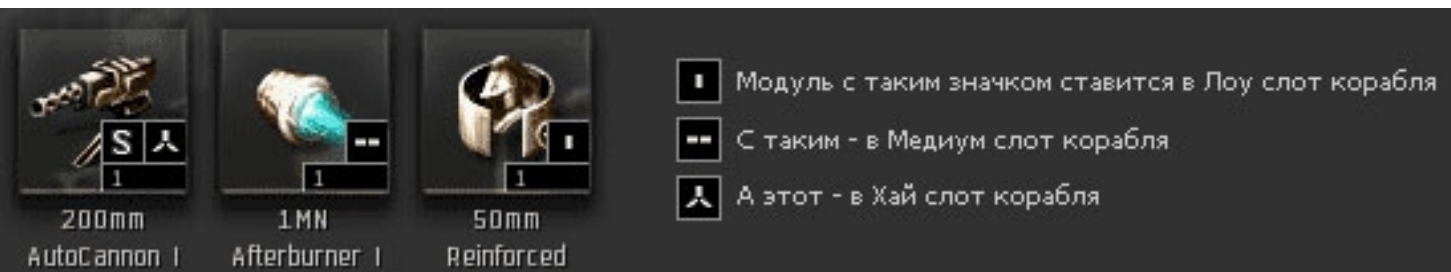 S
1
1
1
200mm
AutoCannon I
1MN
Afterburner I
50mm
Reinforced
Модуль с таким значком ставится в Лоу слот корабля
С таким - в Медиум слот корабля
А этот - в Хай слот корабля